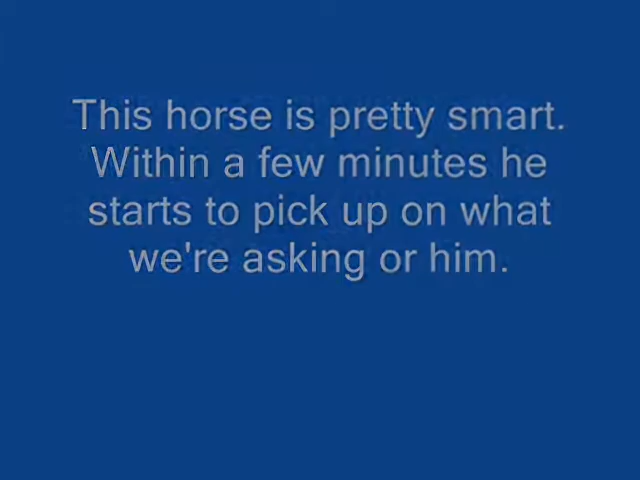 This horse is pretty smart.
Within a few minutes he
starts to pick up on what
we're asking or him.